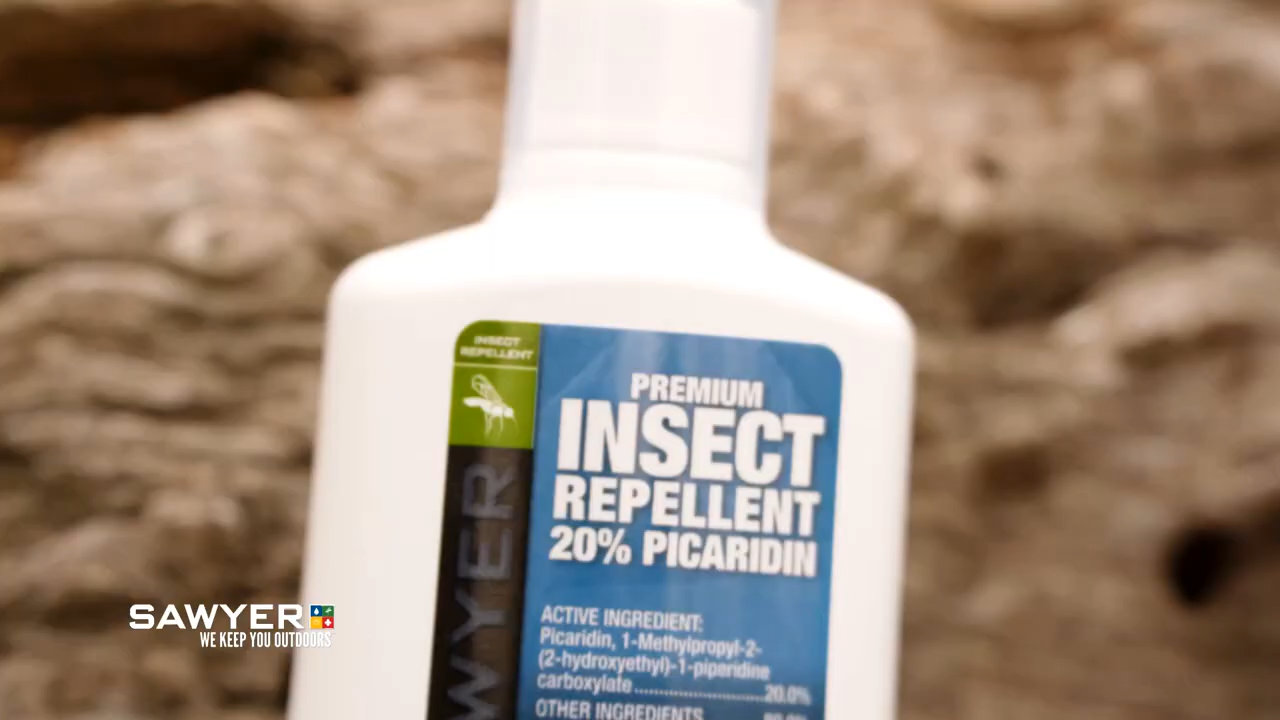 INSECT
REPELLENT
SAWYER
PREMIUM
INSECT
REPELLENT
20% PICARIDIN
ACTIVE INGREDIENT:
Picaridin, 1-Methylpropyl-2-
(2-hydroxyethyl)-1-piperidine
carboxylate ........................20.0%
OTHER INGREDIENTS
SAWYER
WE KEEP YOU OUTDOORS